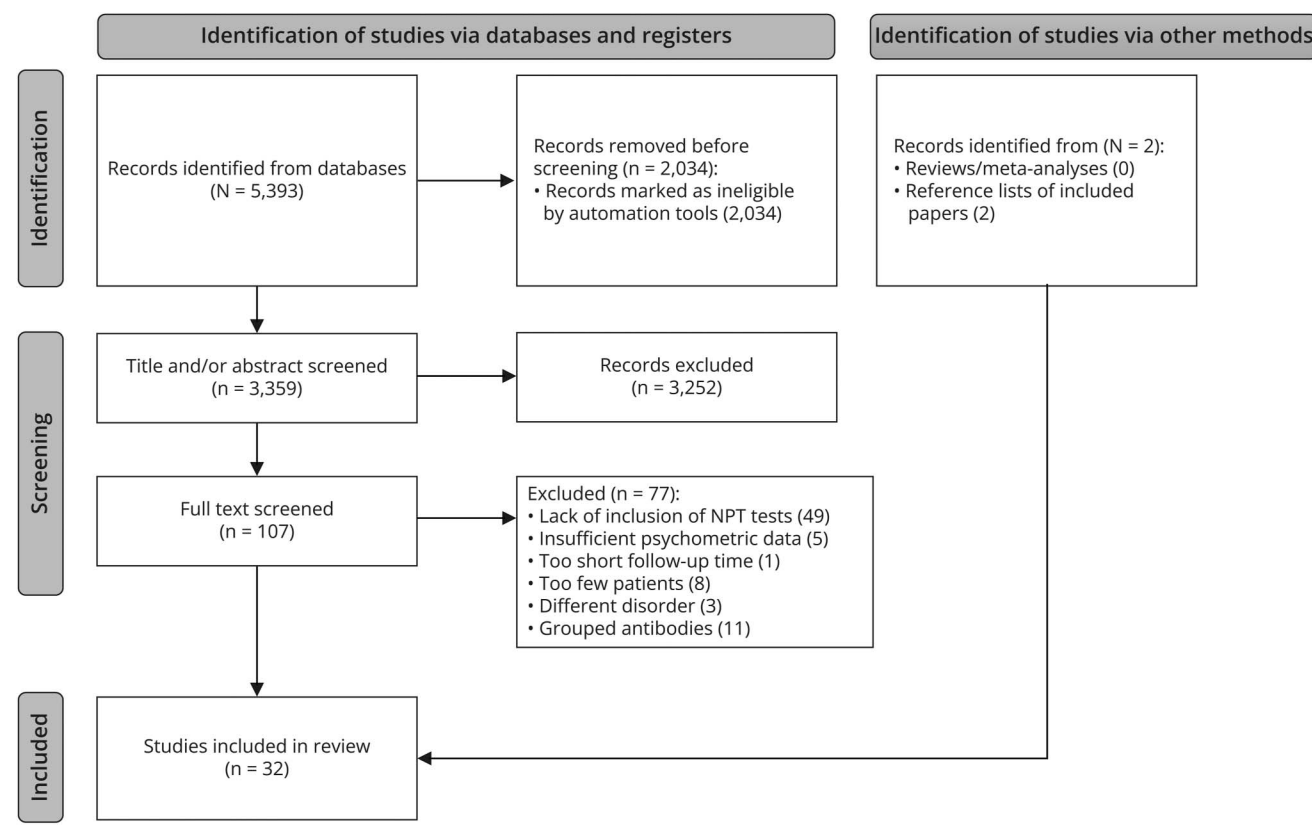 Identification of studies via databases and registers
Identification of studies via other methods
Identification
Records identified from databases
(N = 5,393)
Records removed before
screening (n = 2,034):
• Records marked as ineligible
by automation tools (2,034)
Records identified from (N = 2):
• Reviews/meta-analyses (0)
• Reference lists of included
papers (2)
Screening
Title and/or abstract screened
(n = 3,359)
Records excluded
(n = 3,252)
Full text screened
(n = 107)
Excluded (n = 77):
• Lack of inclusion of NPT tests (49)
• Insufficient psychometric data (5)
• Too short follow-up time (1)
• Too few patients (8)
• Different disorder (3)
• Grouped antibodies (11)
Included
Studies included in review
(n = 32)